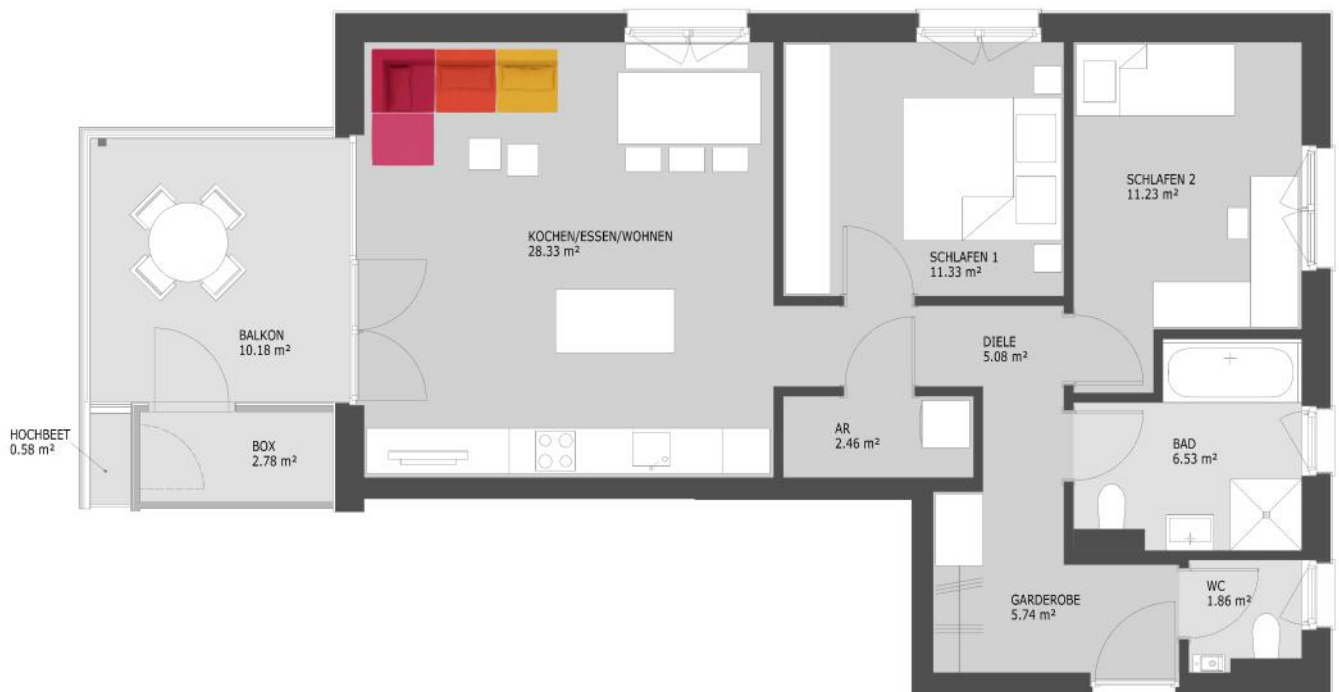 KOCHEN/ESSEN/WOHNEN
28.33 m²
SCHLAFEN 1
11.33 m²
SCHLAFEN 2
11.23 m²
BALKON
10.18 m²
DIELE
5.08 m²
HOCHBEET
0.58 m²
BOX
2.78 m²
AR
2.46 m²
BAD
6.53 m²
GARDEROBE
5.74 m²
WC
1.86 m²